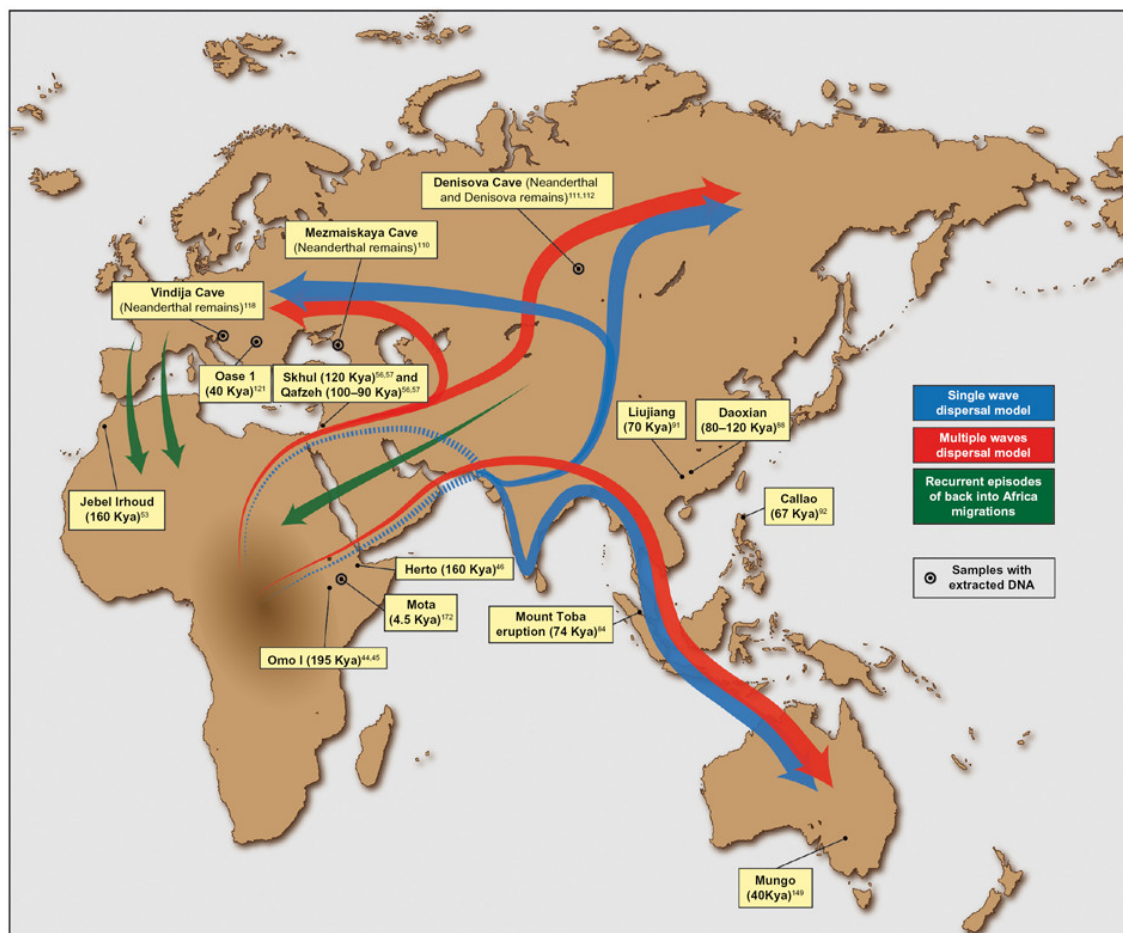 Denisova Cave (Neanderthal
and Denisova remains)111,112
Mezmaiskaya Cave
(Neanderthal remains)110
Vindija Cave
(Neanderthal remains)118
Oase 1
(40 Kya)121
Skhul (120 Kya)56,57 and
Qafzeh (100–90 Kya)56,57
Liujiang
(70 Kya)91
Daoxian
(80–120 Kya)88
Single wave
dispersal model
Multiple waves
dispersal model
Recurrent episodes
of back into Africa
migrations
Samples with
extracted DNA
Jebel Irhoud
(160 Kya)53
Callao
(67 Kya)92
Herto (160 Kya)46
Mota
(4.5 Kya)172
Mount Toba
eruption (74 Kya)84
Omo I (195 Kya)44,45
Mungo
(40Kya)149